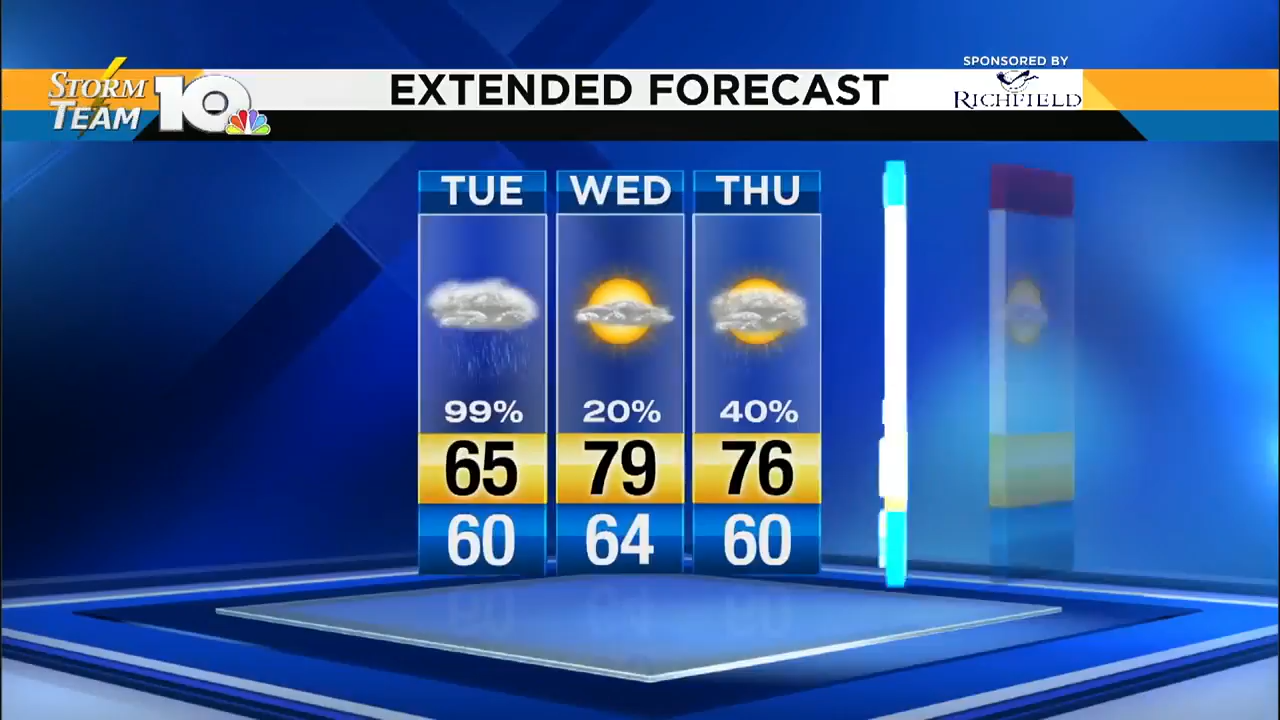 STORM
TEAM 10
EXTENDED FORECAST
SPONSORED BY
RICHFIELD
TUE WED THU
99% 20% 40%
65 79 76
60 64 60